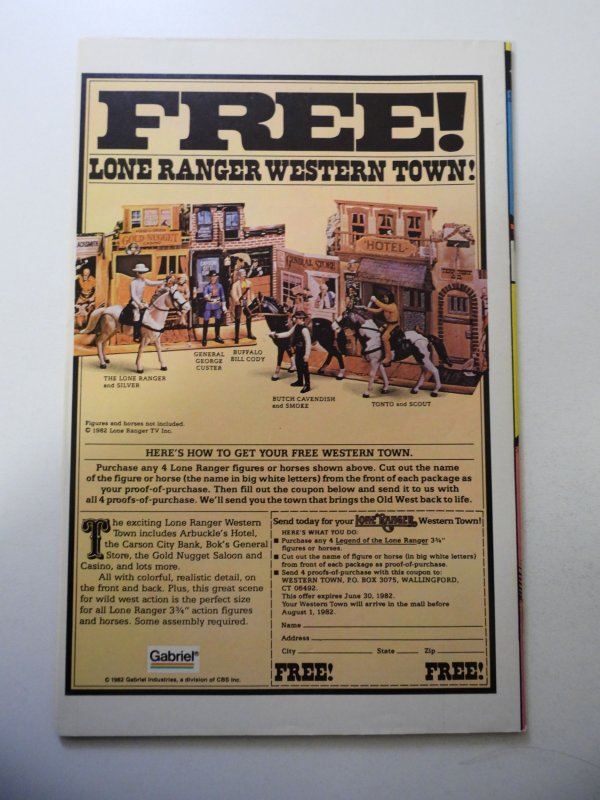 FREE!
LONE RANGER WESTERN TOWN!
GOLD NUGGET
HOTEL
GENERAL STORE
THE LONE RANGER
and SILVER
GENERAL
GEORGE
CUSTER
BUFFALO
BILL CODY
BUTCH CAVENDISH
and SMOKE
TONTO and SCOUT
Figures and horses not included.
© 1982 Lone Ranger TV Inc.
HERE'S HOW TO GET YOUR FREE WESTERN TOWN.
Purchase any 4 Lone Ranger figures or horses shown above. Cut out the name
of the figure or horse (the name in big white letters) from the front of each package as
your proof-of-purchase. Then fill out the coupon below and send it to us with
all 4 proofs-of-purchase. We'll send you the town that brings the Old West back to life.
The exciting Lone Ranger Western
Town includes Arbuckle's Hotel,
the Carson City Bank, Bok's General
Store, the Gold Nugget Saloon and
Casino, and lots more.
All with colorful, realistic detail, on
the front and back. Plus, this great scene
for wild west action is the perfect size
for all Lone Ranger 3¾" action figures
and horses. Some assembly required.
Gabriel®
© 1982 Gabriel Industries, a division of CBS Inc.
Send today for your LONE RANGER Western Town!
HERE'S WHAT YOU DO:
■ Purchase any 4 Legend of the Lone Ranger 3¾"
figures or horses.
■ Cut out the name of figure or horse (in big white letters)
from front of each package as proof-of-purchase.
■ Send 4 proofs-of-purchase with this coupon to:
WESTERN TOWN, P.O. BOX 3075, WALLINGFORD,
CT 06492.
This offer expires June 30, 1982.
Your Western Town will arrive in the mail before
August 1, 1982.
Name
Address
City State Zip
FREE! FREE!